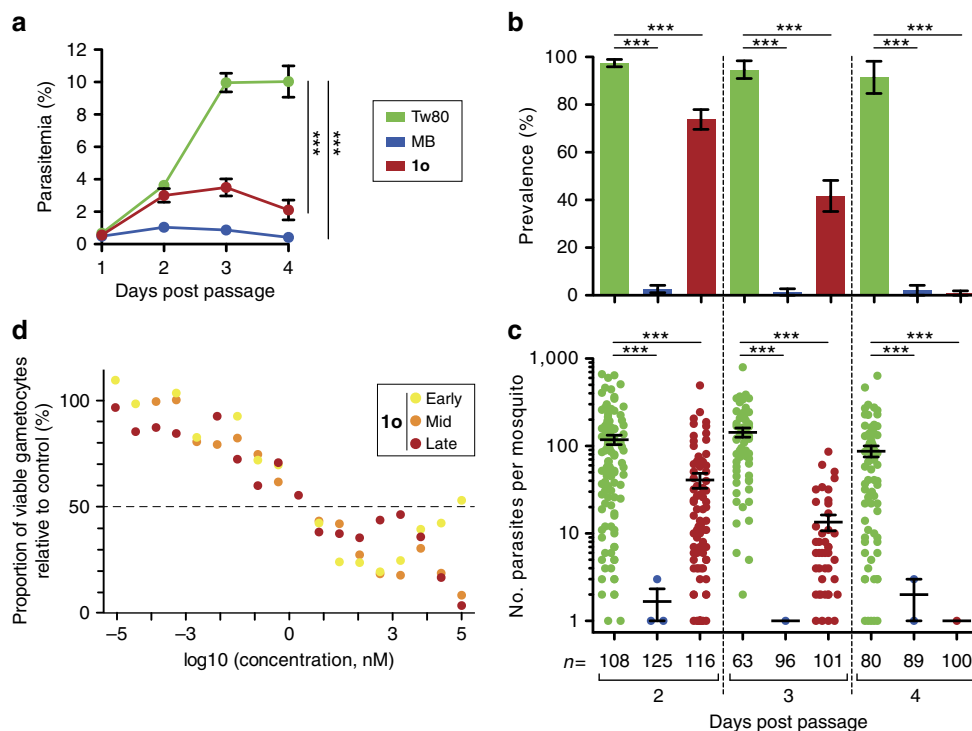 a
Parasitemia (%)
12
10
8
6
4
2
0
1 2 3 4
Days post passage
***
***
Tw80
MB
1o
b
Prevalence (%)
100
80
60
40
20
0
*** *** ***
*** *** ***
d
Proportion of viable gametocytes
relative to control (%)
100
50
0
−5 −3 0 3 5
log10 (concentration, nM)
1o
Early
Mid
Late
c
No. parasites per mosquito
1,000
100
10
1
*** *** ***
*** *** ***
n= 108 125 116 63 96 101 80 89 100
2 3 4
Days post passage